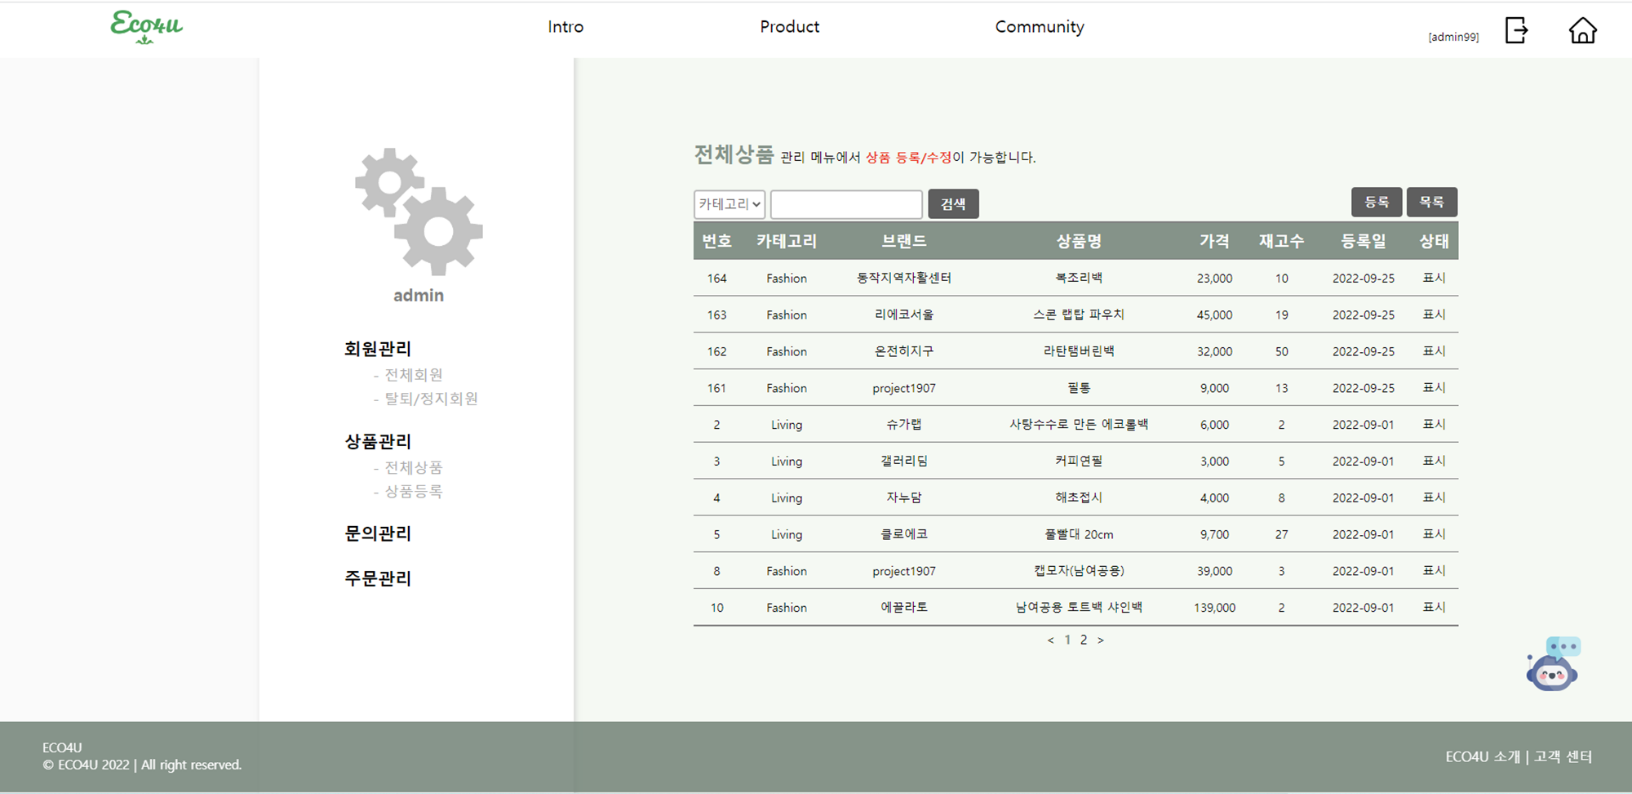 Eco4u Intro Product Community [admin99]
전체상품 관리 메뉴에서 상품 등록/수정이 가능합니다.
카테고리 검색 등록 목록
번호 카테고리 브랜드 상품명 가격 재고수 등록일 상태
164 Fashion 동작지역자활센터 복조리백 23,000 10 2022-09-25 표시
163 Fashion 리에코서울 스콘 랩탑 파우치 45,000 19 2022-09-25 표시
162 Fashion 온전히지구 라탄탬버린백 32,000 50 2022-09-25 표시
161 Fashion project1907 필통 9,000 13 2022-09-25 표시
2 Living 슈가랩 사탕수수로 만든 에코롤백 6,000 2 2022-09-01 표시
3 Living 갤러리딤 커피연필 3,000 5 2022-09-01 표시
4 Living 자누담 해초접시 4,000 8 2022-09-01 표시
5 Living 클로에코 풀빨대 20cm 9,700 27 2022-09-01 표시
8 Fashion project1907 캡모자(남여공용) 39,000 3 2022-09-01 표시
10 Fashion 에끌라토 남여공용 토트백 샤인백 139,000 2 2022-09-01 표시
< 1 2 >
admin
회원관리
- 전체회원
- 탈퇴/정지회원
상품관리
- 전체상품
- 상품등록
문의관리
주문관리
ECO4U
© ECO4U 2022 | All right reserved.
ECO4U 소개 | 고객 센터